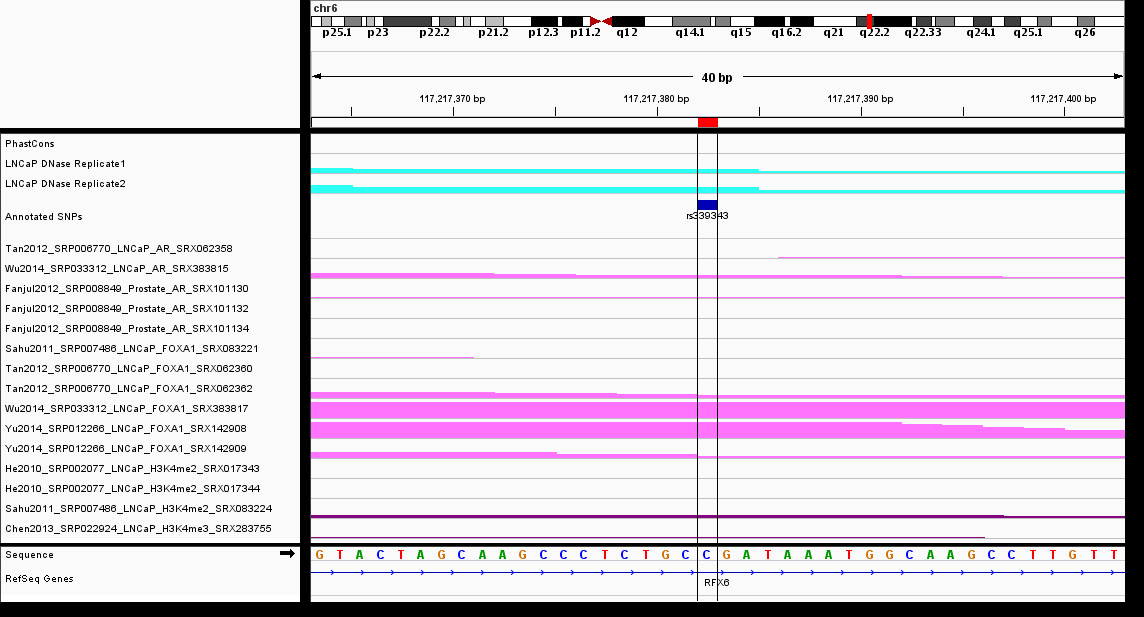 chr6
p25.1 p23 p22.2 p21.2 p12.3 p11.2 q12 q14.1 q15 q16.2 q21 q22.2 q22.33 q24.1 q25.1 q26
40 bp
117,217,370 bp 117,217,380 bp 117,217,390 bp 117,217,400 bp
PhastCons
LNCaP DNase Replicate1
LNCaP DNase Replicate2
Annotated SNPs
rs339343
Tan2012_SRP006770_LNCaP_AR_SRX062358
Wu2014_SRP033312_LNCaP_AR_SRX383815
Fanjul2012_SRP008849_Prostate_AR_SRX101130
Fanjul2012_SRP008849_Prostate_AR_SRX101132
Fanjul2012_SRP008849_Prostate_AR_SRX101134
Sahu2011_SRP007486_LNCaP_FOXA1_SRX083221
Tan2012_SRP006770_LNCaP_FOXA1_SRX062360
Tan2012_SRP006770_LNCaP_FOXA1_SRX062362
Wu2014_SRP033312_LNCaP_FOXA1_SRX383817
Yu2014_SRP012266_LNCaP_FOXA1_SRX142908
Yu2014_SRP012266_LNCaP_FOXA1_SRX142909
He2010_SRP002077_LNCaP_H3K4me2_SRX017343
He2010_SRP002077_LNCaP_H3K4me2_SRX017344
Sahu2011_SRP007486_LNCaP_H3K4me2_SRX083224
Chen2013_SRP022924_LNCaP_H3K4me3_SRX283755
Sequence G T A C T A G C A A G C C C T C T G C C G A T A A A T G G C A A G C C T T G T T
RefSeq Genes
RFX6